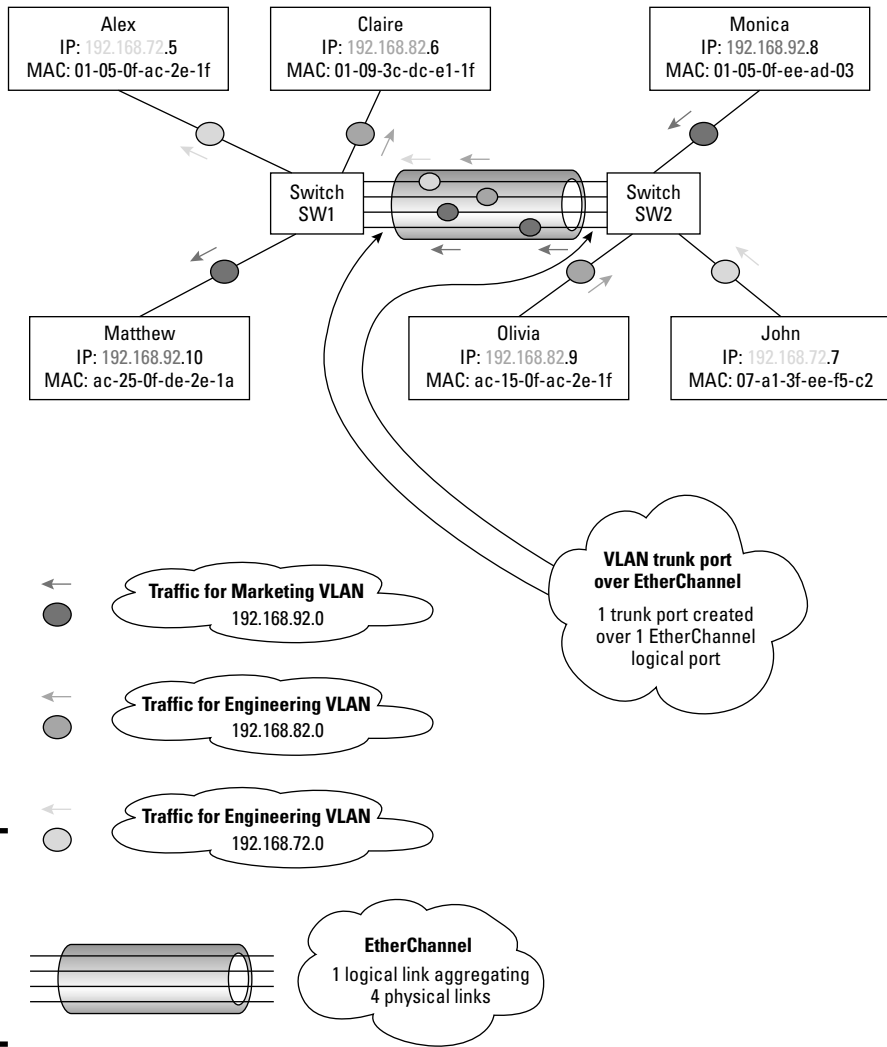 Alex
IP: 192.168.72.5
MAC: 01-05-0f-ac-2e-1f
Claire
IP: 192.168.82.6
MAC: 01-09-3c-dc-e1-1f
Monica
IP: 192.168.92.8
MAC: 01-05-0f-ee-ad-03
Switch
SW1
Switch
SW2
Matthew
IP: 192.168.92.10
MAC: ac-25-0f-de-2e-1a
Olivia
IP: 192.168.82.9
MAC: ac-15-0f-ac-2e-1f
John
IP: 192.168.72.7
MAC: 07-a1-3f-ee-f5-c2
VLAN trunk port
over EtherChannel
1 trunk port created
over 1 EtherChannel
logical port
Traffic for Marketing VLAN
192.168.92.0
Traffic for Engineering VLAN
192.168.82.0
Traffic for Engineering VLAN
192.168.72.0
EtherChannel
1 logical link aggregating
4 physical links